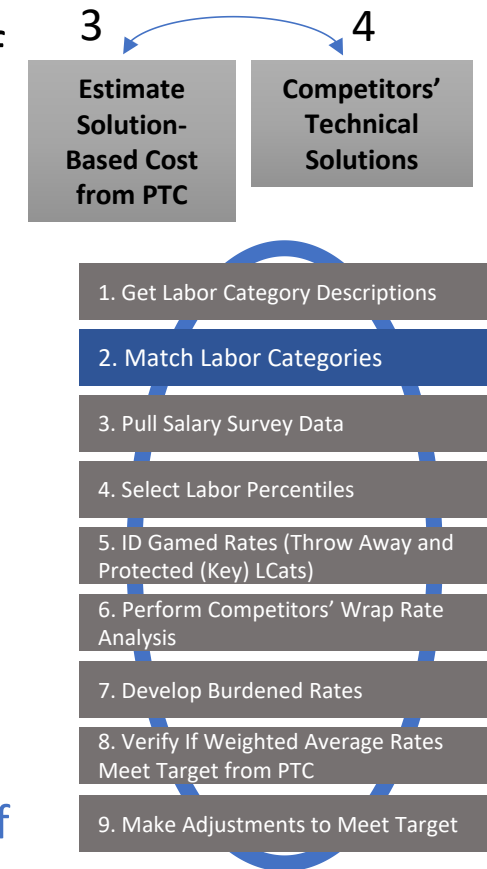 3
4
f
Estimate
Solution-
Based Cost
from PTC
Competitors’
Technical
Solutions
1. Get Labor Category Descriptions
2. Match Labor Categories
3. Pull Salary Survey Data
4. Select Labor Percentiles
5. ID Gamed Rates (Throw Away and
Protected (Key) LCats)
6. Perform Competitors’ Wrap Rate
Analysis
7. Develop Burdened Rates
8. Verify If Weighted Average Rates
Meet Target from PTC
9. Make Adjustments to Meet Target
f